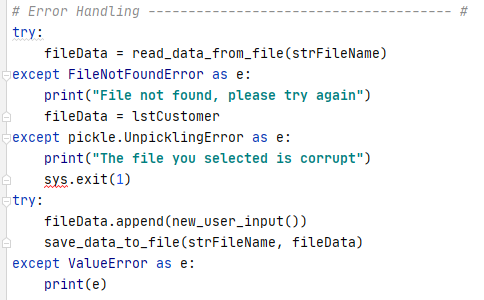 # Error Handling -------------------------------------- #
try:
    fileData = read_data_from_file(strFileName)
except FileNotFoundError as e:
    print("File not found, please try again")
    fileData = lstCustomer
except pickle.UnpicklingError as e:
    print("The file you selected is corrupt")
    sys.exit(1)
try:
    fileData.append(new_user_input())
    save_data_to_file(strFileName, fileData)
except ValueError as e:
    print(e)